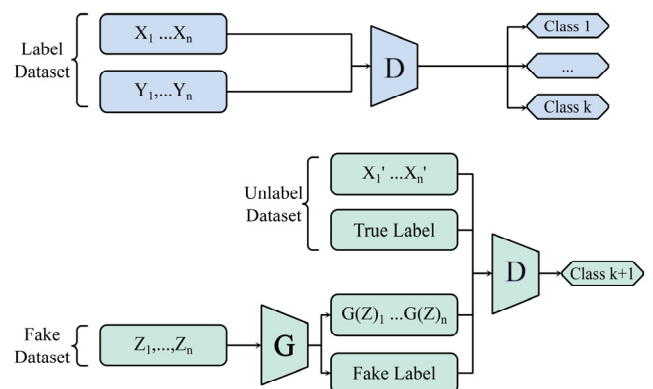 Label
Dataset
X₁ ...Xₙ
Y₁,...Yₙ
D
Class 1
...
Class k
Unlabel
Dataset
X₁' ...Xₙ'
True Label
D
Class k+1
Fake
Dataset
Z₁,...,Zₙ
G
G(Z)₁ ...G(Z)ₙ
Fake Label